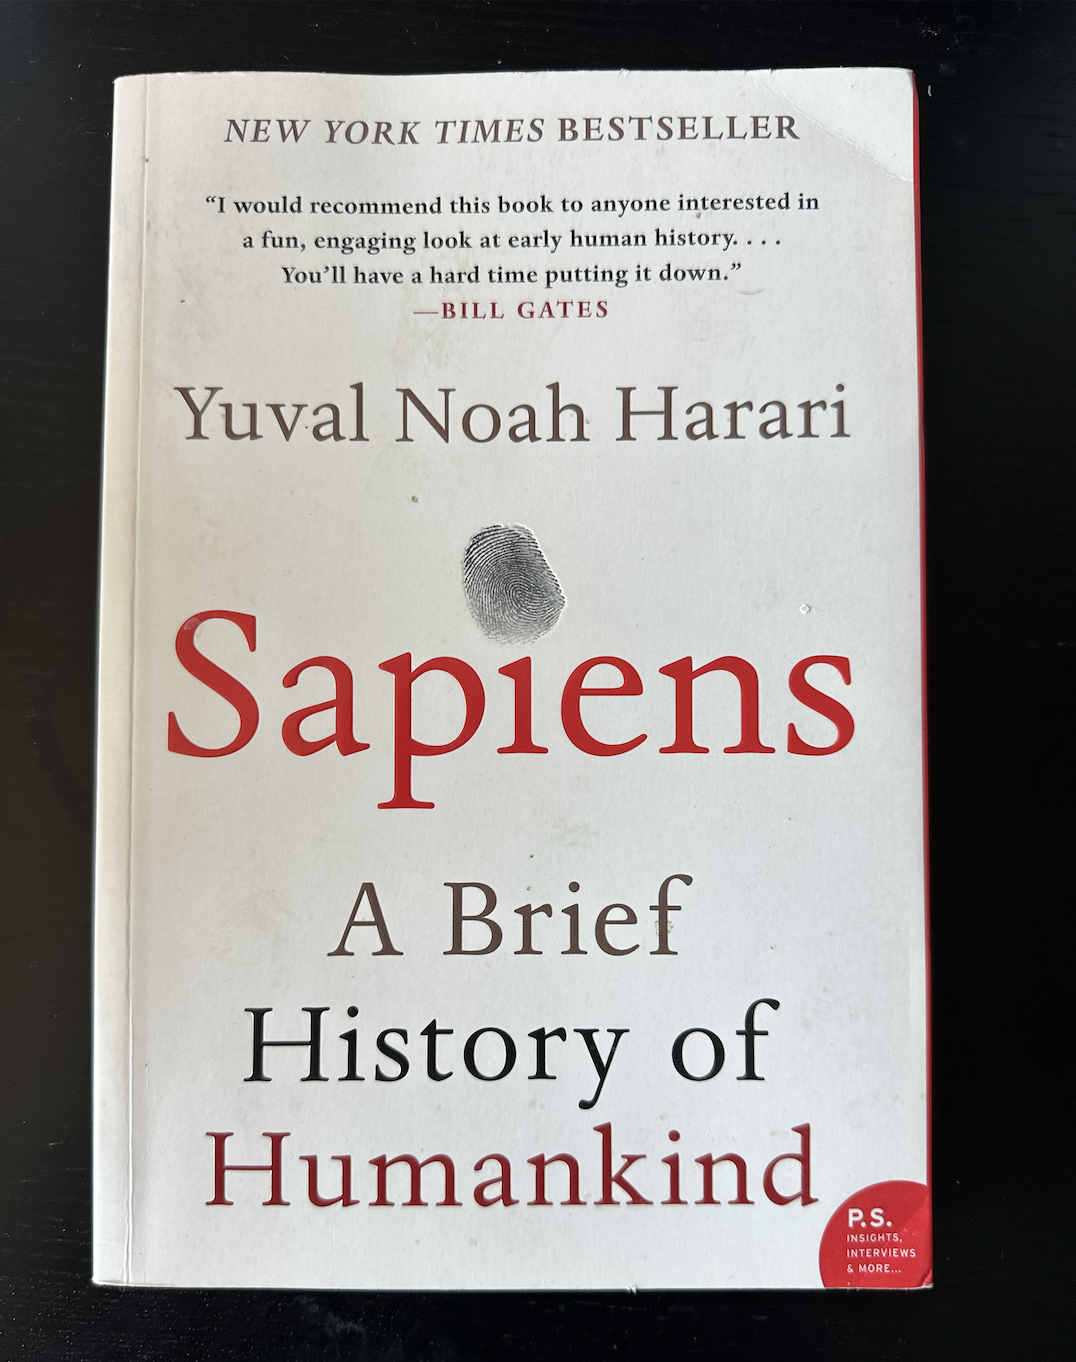 NEW YORK TIMES BESTSELLER
“I would recommend this book to anyone interested in
a fun, engaging look at early human history. . . .
You’ll have a hard time putting it down.”
—BILL GATES
Yuval Noah Harari
Sapiens
A Brief
History of
Humankind
P.S.
INSIGHTS,
INTERVIEWS
& MORE...